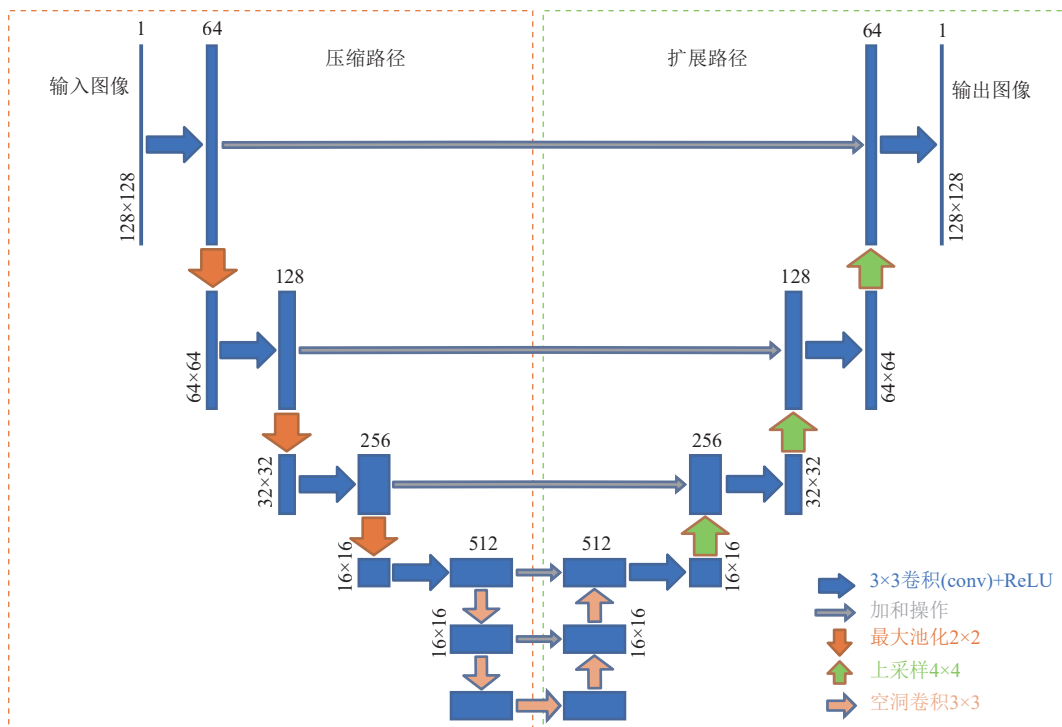 1
64
压缩路径
扩展路径
64
1
输入图像
输出图像
128×128
128×128
128
128
64×64
64×64
256
256
32×32
32×32
512
512
16×16
16×16
16×16
16×16
3×3卷积(conv)+ReLU
加和操作
最大池化2×2
上采样4×4
空洞卷积3×3